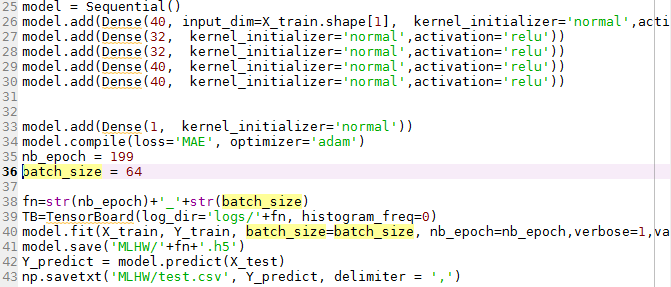 25 model = Sequential()
26 model.add(Dense(40, input_dim=X_train.shape[1],  kernel_initializer='normal',acti
27 model.add(Dense(32,  kernel_initializer='normal',activation='relu'))
28 model.add(Dense(32,  kernel_initializer='normal',activation='relu'))
29 model.add(Dense(40,  kernel_initializer='normal',activation='relu'))
30 model.add(Dense(40,  kernel_initializer='normal',activation='relu'))
31
32
33 model.add(Dense(1,  kernel_initializer='normal'))
34 model.compile(loss='MAE', optimizer='adam')
35 nb_epoch = 199
36 batch_size = 64
37
38 fn=str(nb_epoch)+'_'+str(batch_size)
39 TB=TensorBoard(log_dir='logs/'+fn, histogram_freq=0)
40 model.fit(X_train, Y_train, batch_size=batch_size, nb_epoch=nb_epoch,verbose=1,va
41 model.save('MLHW/'+fn+'.h5')
42 Y_predict = model.predict(X_test)
43 np.savetxt('MLHW/test.csv', Y_predict, delimiter = ',')